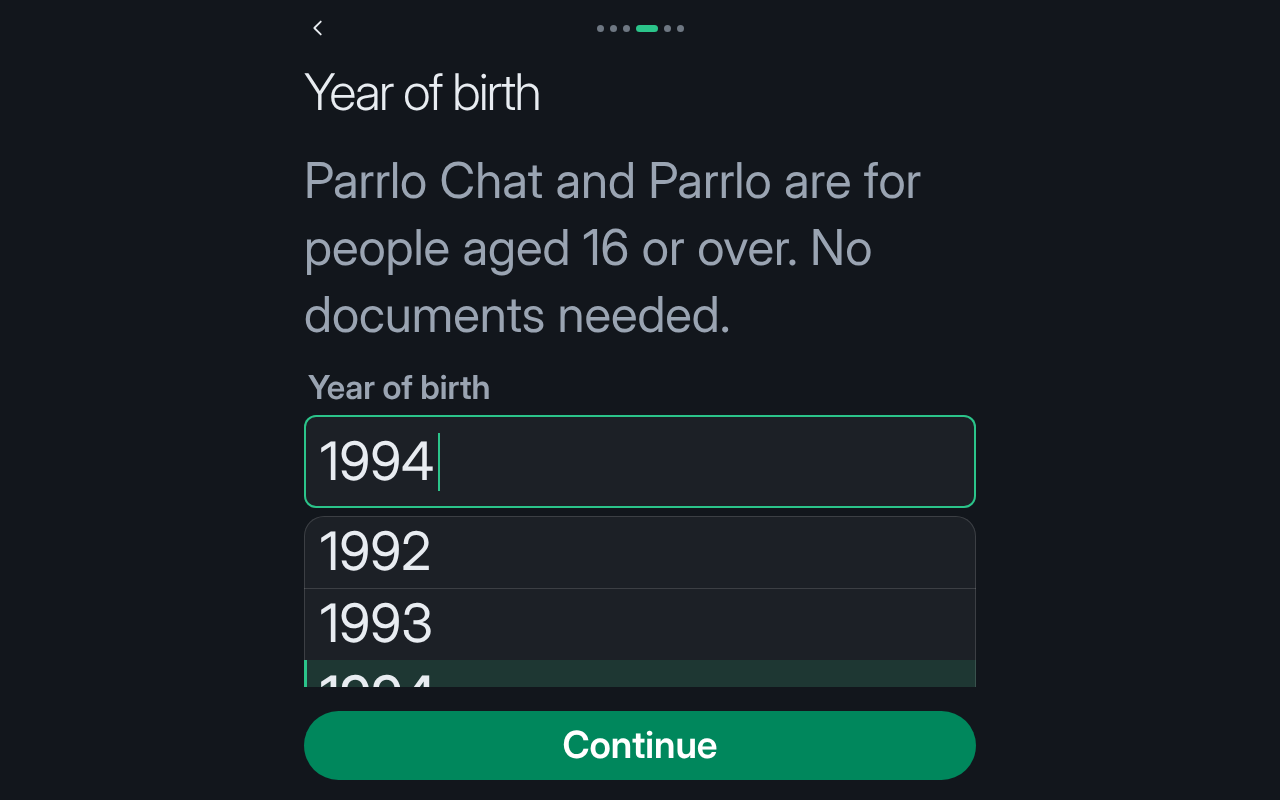 Year of birth
Parrlo Chat and Parrlo are for
people aged 16 or over. No
documents needed.
Year of birth
1994
1992
1993
1994
Continue